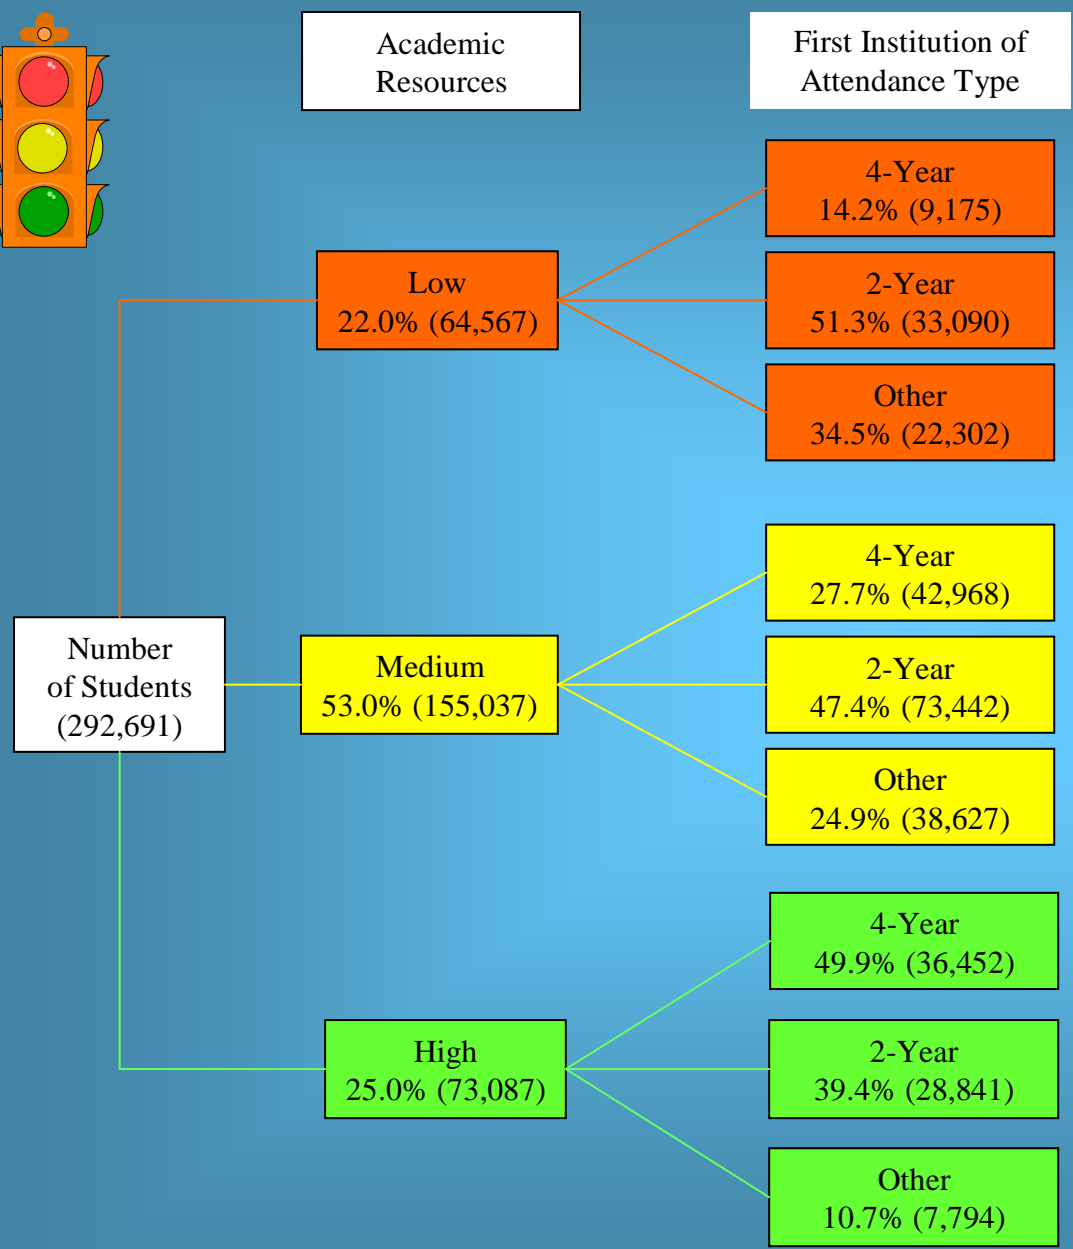 Academic
Resources
First Institution of
Attendance Type
4-Year
14.2% (9,175)
Low
22.0% (64,567)
2-Year
51.3% (33,090)
Other
34.5% (22,302)
4-Year
27.7% (42,968)
Number
of Students
(292,691)
Medium
53.0% (155,037)
2-Year
47.4% (73,442)
Other
24.9% (38,627)
4-Year
49.9% (36,452)
High
25.0% (73,087)
2-Year
39.4% (28,841)
Other
10.7% (7,794)